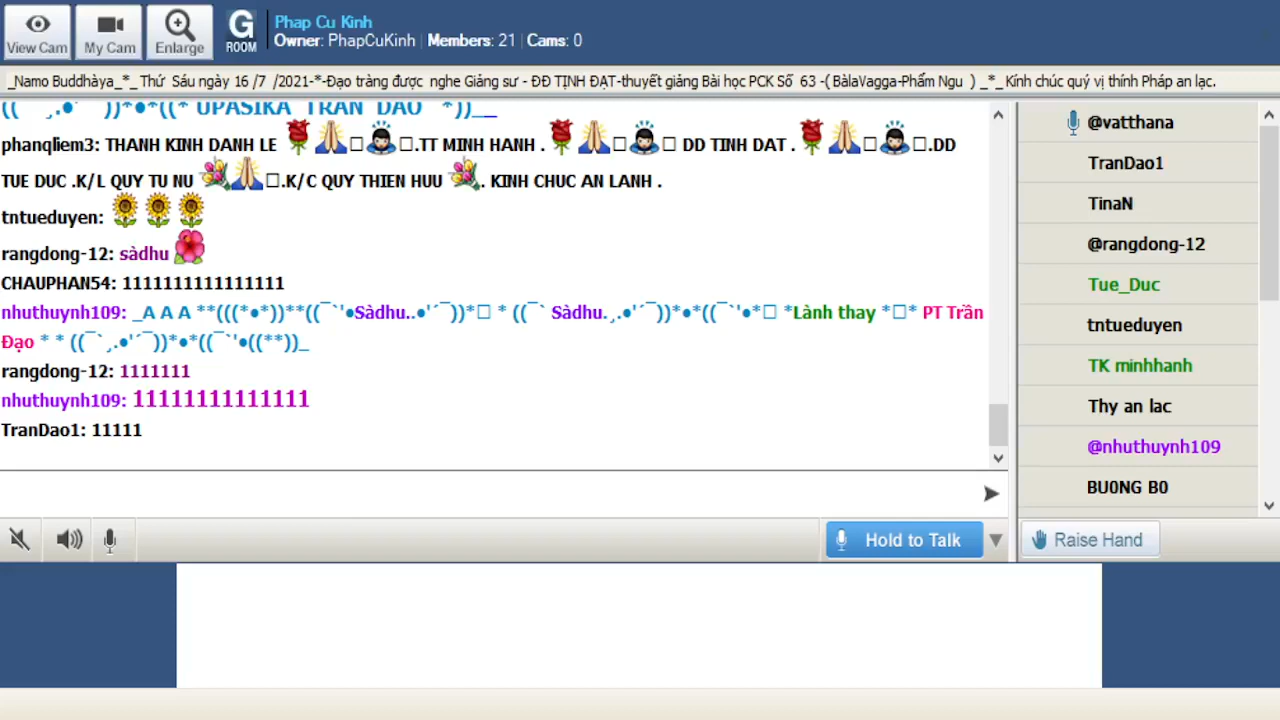 View Cam
My Cam
Enlarge
G
ROOM
Phap Cu Kinh
Owner: PhapCuKinh | Members: 21 | Cams: 0
_Namo Buddhàya_*_ Thứ Sáu ngày 16 /7 /2021-*-Đạo tràng được nghe Giảng sư - ĐĐ TỊNH ĐẠT-thuyết giảng Bài học PCK Số 63 -( BàlaVagga-Phẩm Ngu ) _*_ Kính chúc quý vị thính Pháp an lạc.
((¯`¸.●'´¯))*●*((* UPASIKA TRAN DAO *))__
phanqliem3: THANH KINH DANH LE 🌹🙏□🙇□.TT MINH HANH .🌹🙏□🙇□ DD TINH DAT .🌹🙏□🙇□.DD
TUE DUC .K/L QUY TU NU 💐🙏□.K/C QUY THIEN HUU 💐. KINH CHUC AN LANH .
tntueduyen: 🌻🌻🌻
rangdong-12: sàdhu 🌺
CHAUPHAN54: 1111111111111111
nhuthuynh109: _A A A **(((*●*))**((¯`'●Sàdhu..●'´¯))*□ * ((¯` Sàdhu.¸.●'´¯))*●*((¯`'●*□ *Lành thay *□* PT Trần
Đạo * * ((¯`¸.●'´¯))*●*((¯`'●((**))_
rangdong-12: 1111111
nhuthuynh109: 11111111111111
TranDao1: 11111
@vatthana
TranDao1
TinaN
@rangdong-12
Tue_Duc
tntueduyen
TK minhhanh
Thy an lac
@nhuthuynh109
BU0NG B0
Hold to Talk
Raise Hand